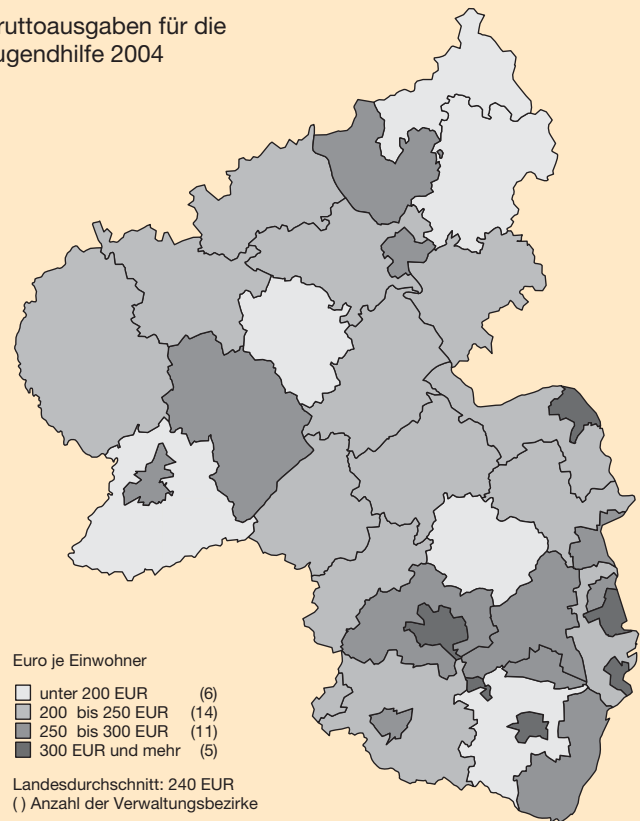 ruttoausgaben für die
ugendhilfe 2004
Euro je Einwohner
unter 200 EUR (6)
200 bis 250 EUR (14)
250 bis 300 EUR (11)
300 EUR und mehr (5)
Landesdurchschnitt: 240 EUR
( ) Anzahl der Verwaltungsbezirke